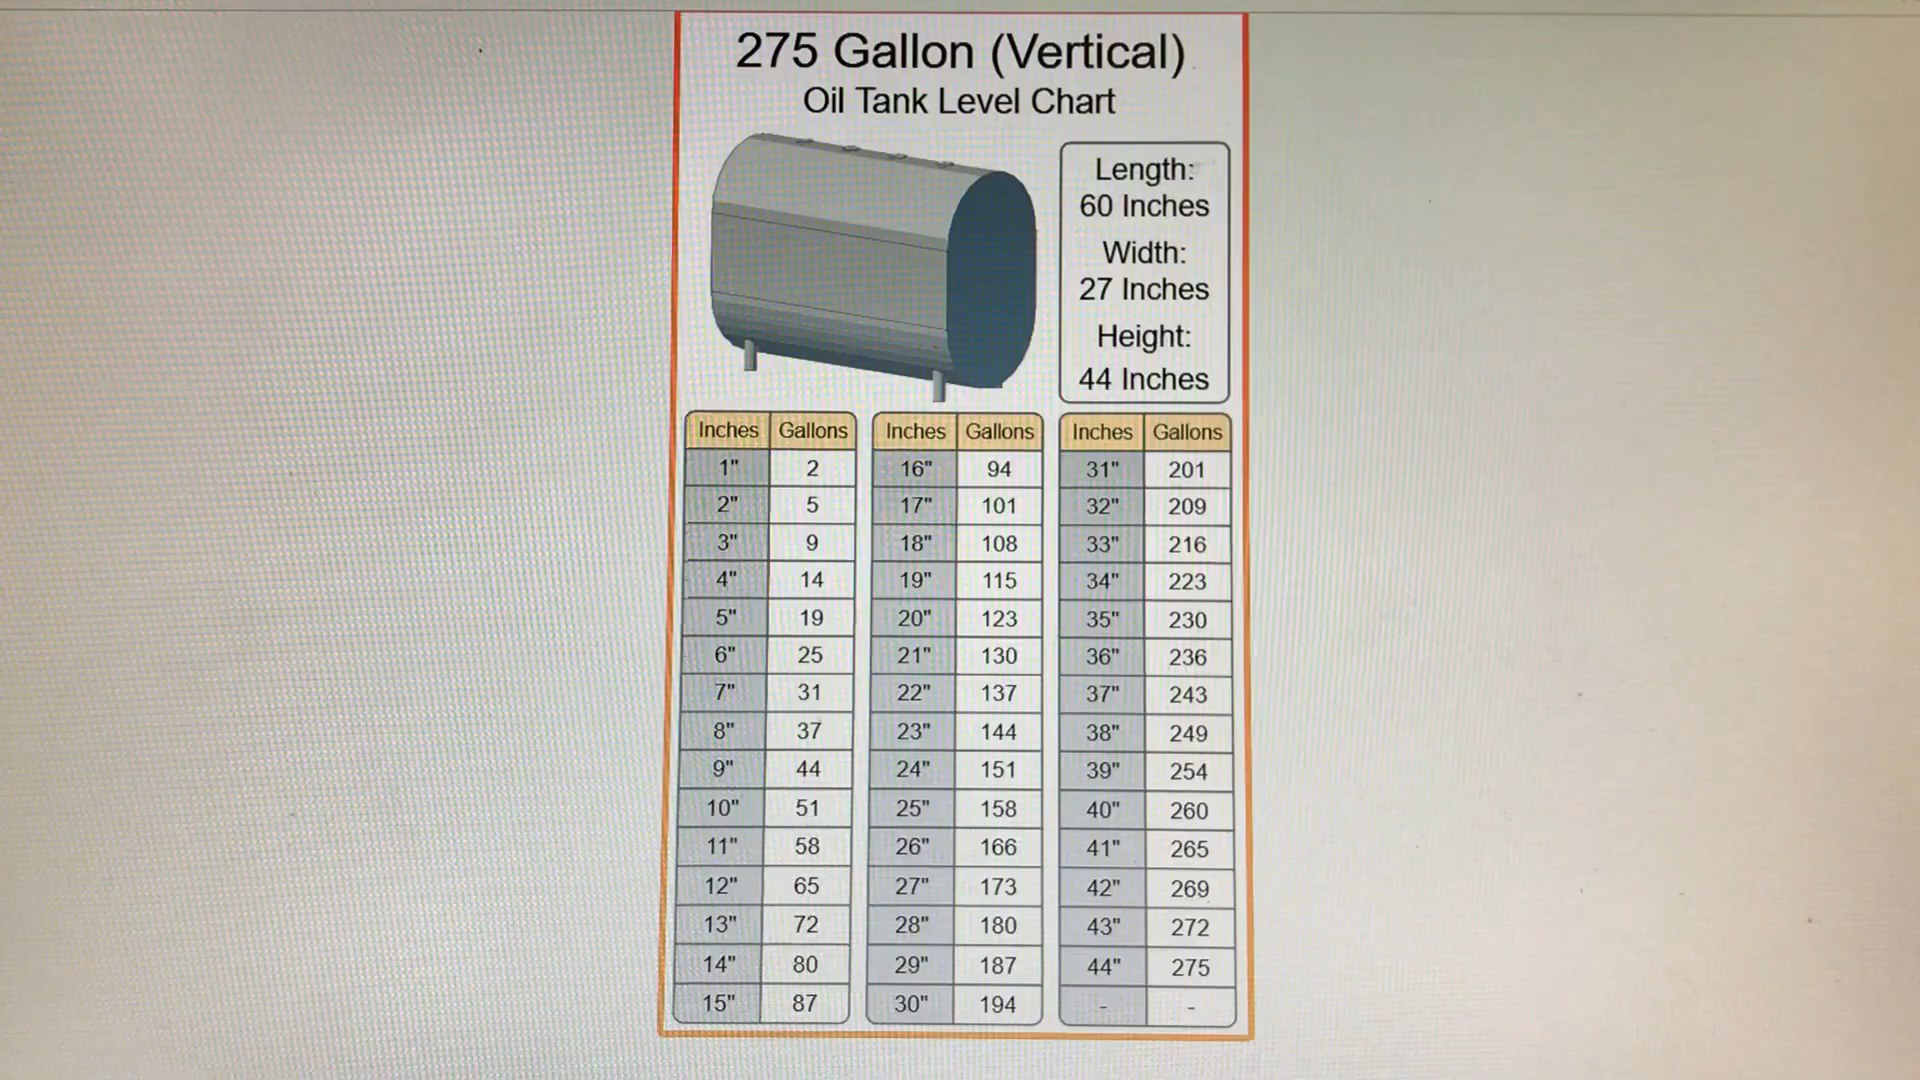 275 Gallon (Vertical)
Oil Tank Level Chart
Length:
60 Inches
Width:
27 Inches
Height:
44 Inches
Inches Gallons Inches Gallons Inches Gallons
1" 2 16" 94 31" 201
2" 5 17" 101 32" 209
3" 9 18" 108 33" 216
4" 14 19" 115 34" 223
5" 19 20" 123 35" 230
6" 25 21" 130 36" 236
7" 31 22" 137 37" 243
8" 37 23" 144 38" 249
9" 44 24" 151 39" 254
10" 51 25" 158 40" 260
11" 58 26" 166 41" 265
12" 65 27" 173 42" 269
13" 72 28" 180 43" 272
14" 80 29" 187 44" 275
15" 87 30" 194 - -